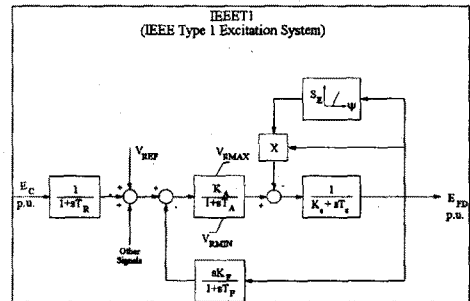 IEEET1
(IEEE Type 1 Excitation System)
S_E
ψ
X
V_REF
V_RMAX
E_C
p.u.
1
1+sT_R
+
+
+
+
K_A
1+sT_A
+
1
K_e + sT_e
E_FD
p.u.
V_RMIN
Other
Signals
sK_F
1+sT_F